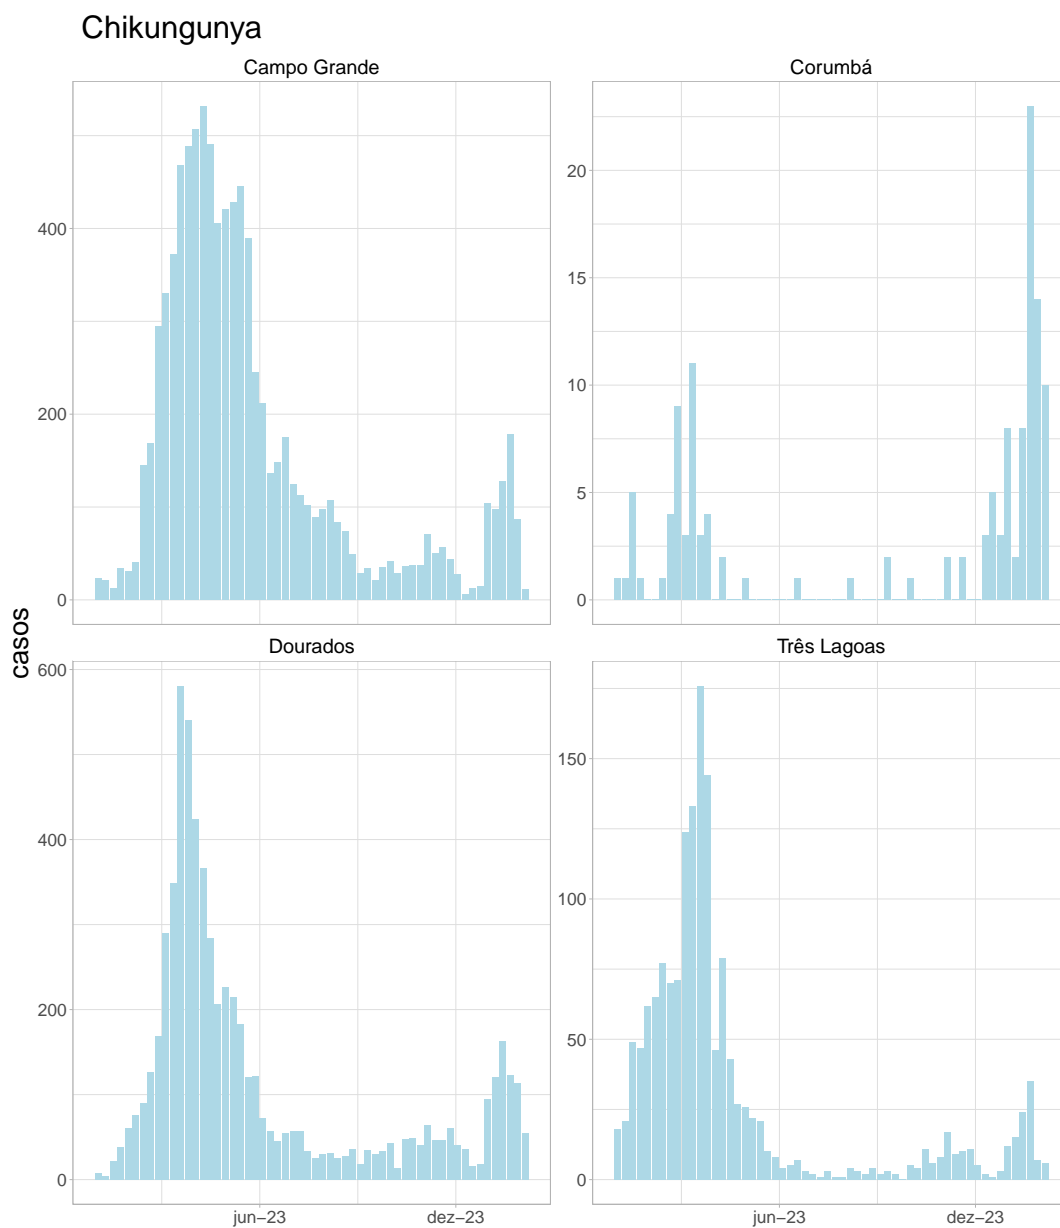 Chikungunya
Campo Grande
Corumbá
400
200
0
20
15
10
5
0
casos
Dourados
Três Lagoas
600
400
200
0
150
100
50
0
jun–23
dez–23
jun–23
dez–23